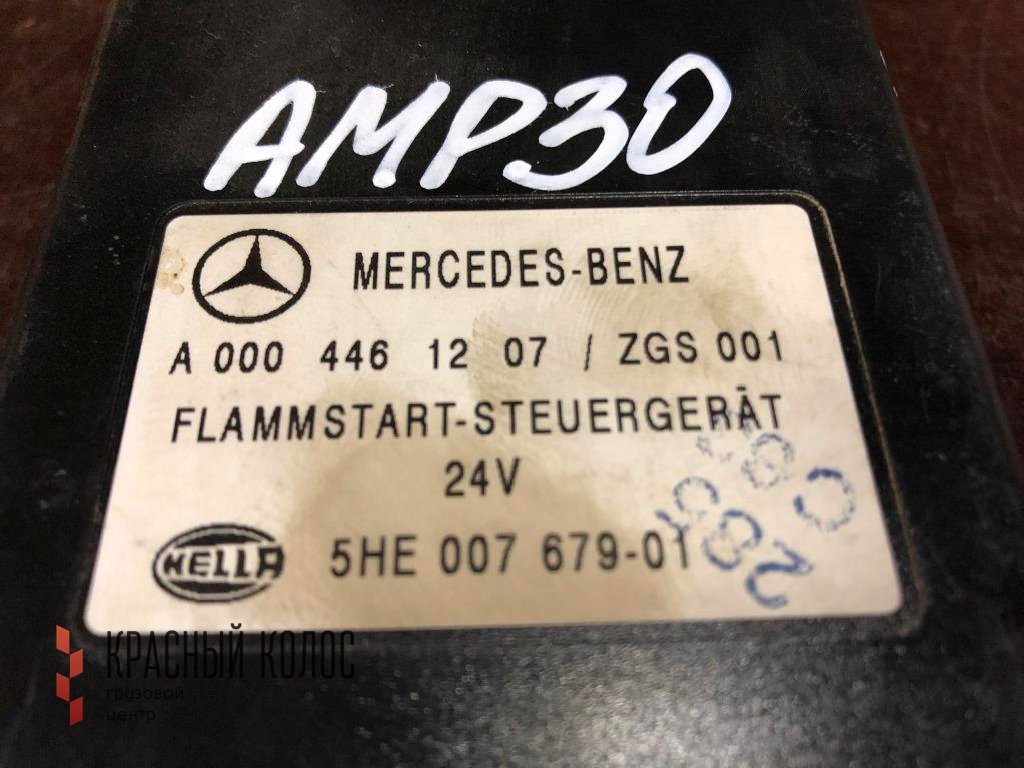 AMP30
MERCEDES-BENZ
A 000 446 12 07 / ZGS 001
FLAMMSTART-STEUERGERÄT
24V
HELLA 5HE 007 679-01
КРАСНЫЙ КОЛОС
грузовой
центр